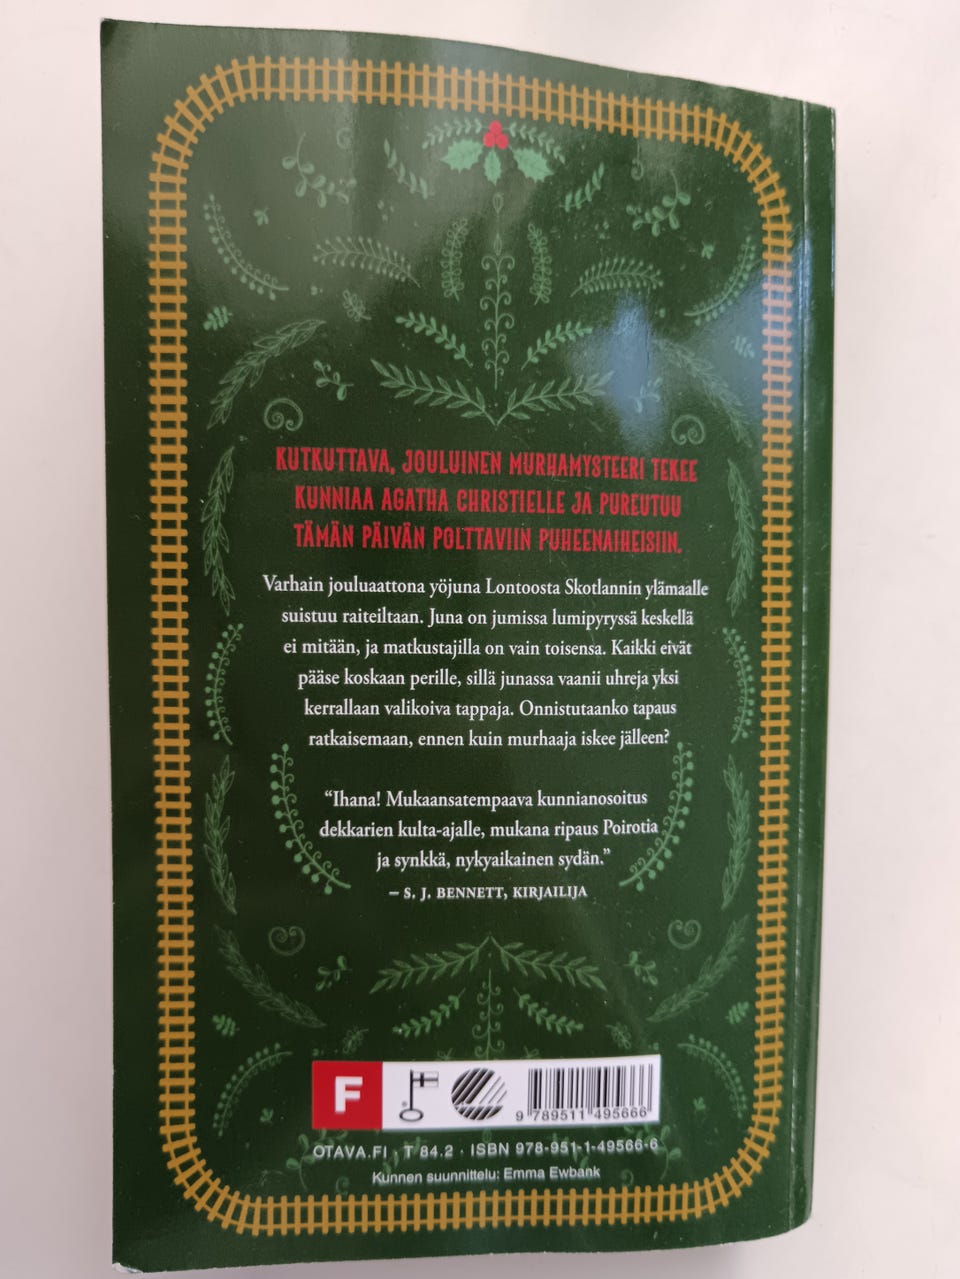 KUTKUTTAVA, JOULUINEN MURHAMYSTEERI TEKEE
KUNNIAA AGATHA CHRISTIELLE JA PUREUTUU
TÄMÄN PÄIVÄN POLTTAVIIN PUHEENAIHEISIIN.
Varhain jouluaattona yöjuna Lontoosta Skotlannin ylämaalle
suistuu raiteiltaan. Juna on jumissa lumipyryssä keskellä
ei mitään, ja matkustajilla on vain toisensa. Kaikki eivät
pääse koskaan perille, sillä junassa vaanii uhreja yksi
kerrallaan valikoiva tappaja. Onnistutaanko tapaus
ratkaisemaan, ennen kuin murhaaja iskee jälleen?
“Ihana! Mukaansatempaava kunnianosoitus
dekkarien kulta-ajalle, mukana ripaus Poirotia
ja synkkä, nykyaikainen sydän.”
– S. J. BENNETT, KIRJAILIJA
F
9 789511 495666
OTAVA.FI · T 84.2 · ISBN 978-951-1-49566-6
Kunnen suunnittelu: Emma Ewbank